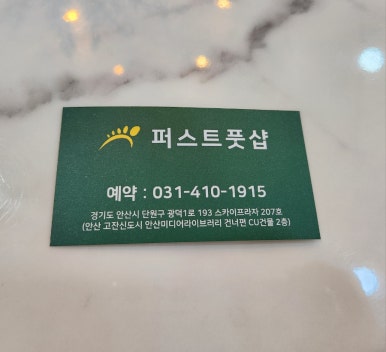 퍼스트풋샵
예약 : 031-410-1915
경기도 안산시 단원구 광덕1로 193 스카이프라자 207호
(안산 고잔신도시 안산미디어라이브러리 건너편 CU건물 2층)